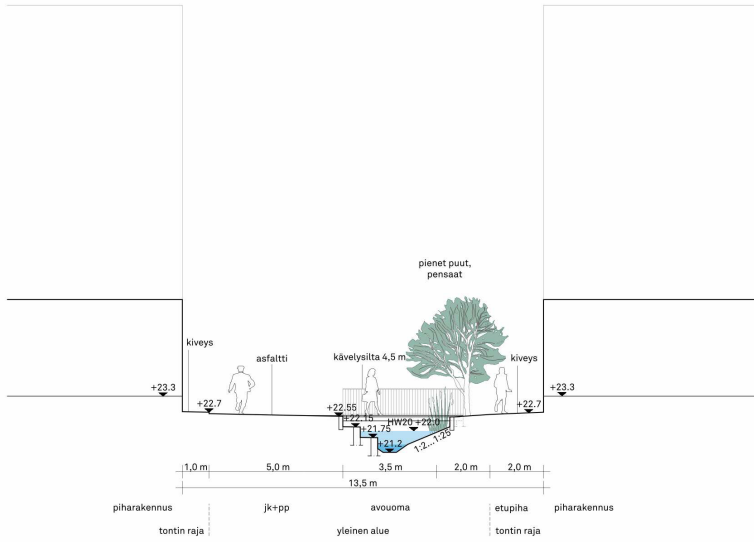 pienet puut,
pensaat
kiveys
asfaltti
kävelysilta 4,5 m
kiveys
+23.3
+23.3
+22.7
+22.55
+22.7
+22.15
HW20 +22.0
+21.75
+21.2
1:2...1:25
1,0 m
5,0 m
3,5 m
2,0 m
2,0 m
13,5 m
piharakennus
jk+pp
avouoma
etupiha
piharakennus
tontin raja
yleinen alue
tontin raja